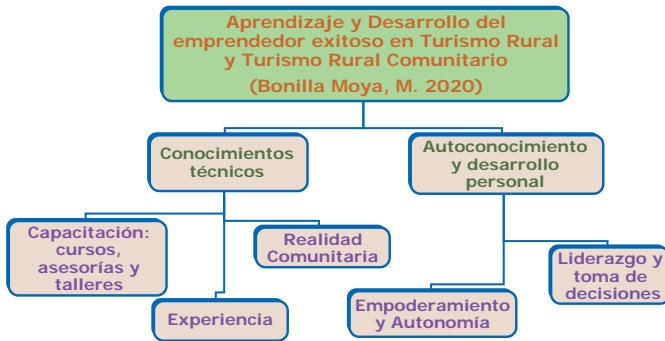 Aprendizaje y Desarrollo del
emprendedor exitoso en Turismo Rural
y Turismo Rural Comunitario
(Bonilla Moya, M. 2020)
Conocimientos
técnicos
Autoconocimiento
y desarrollo
personal
Capacitación:
cursos,
asesorías y
talleres
Realidad
Comunitaria
Experiencia
Liderazgo y
toma de
decisiones
Empoderamiento
y Autonomía